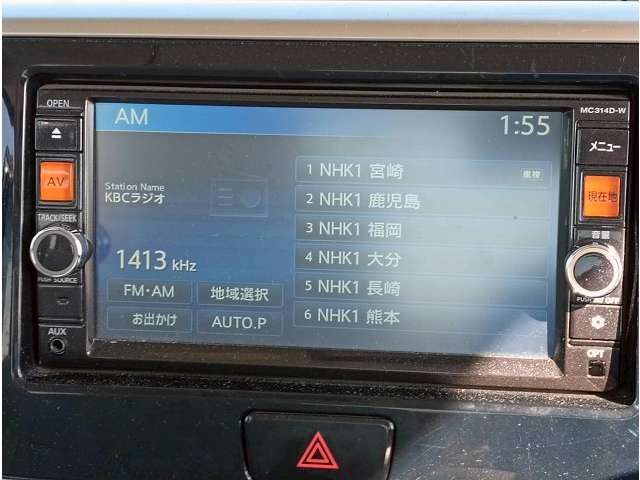 OPEN
MC314D-W
AM
1:55
メニュー
AV
Station Name
KBCラジオ
1 NHK1 宮崎 重複
2 NHK1 鹿児島
3 NHK1 福岡
4 NHK1 大分
5 NHK1 長崎
6 NHK1 熊本
現在地
TRACK/SEEK
音量
1413 kHz
PUSH SOURCE
PUSH OFF
FM・AM
地域選択
お出かけ
AUTO.P
AUX
OPT